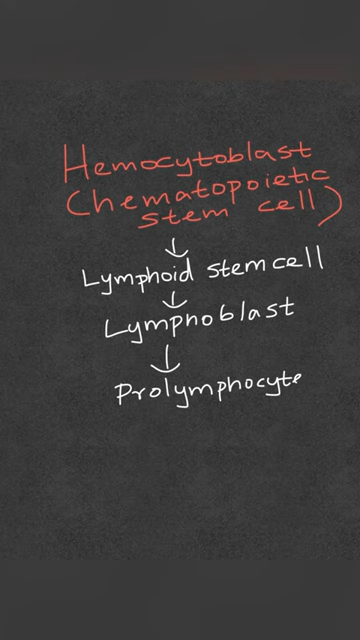 Hemocytoblast
(hematopoietic
stem cell)
↓
Lymphoid stem cell
↓
Lymphoblast
↓
Prolymphocyte